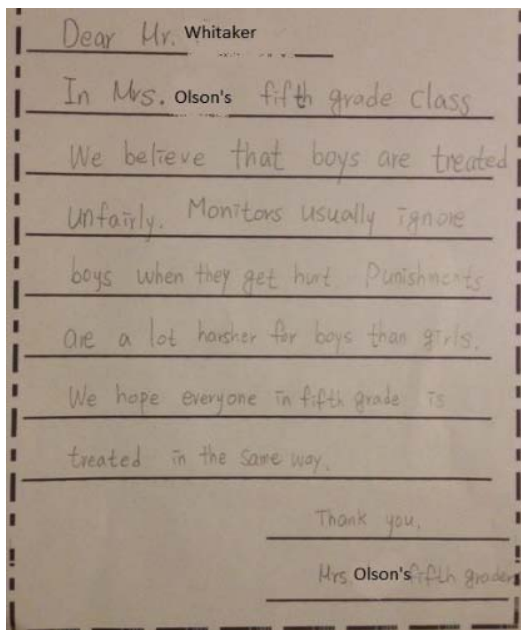 Dear Mr. Whitaker
In Mrs. Olson's fifth grade class
We believe that boys are treated
unfairly. Monitors usually ignore
boys when they get hurt Punishments
are a lot harsher for boys than girls.
We hope everyone in fifth grade is
treated in the same way.
Thank you,
Mrs. Olson's fifth grader